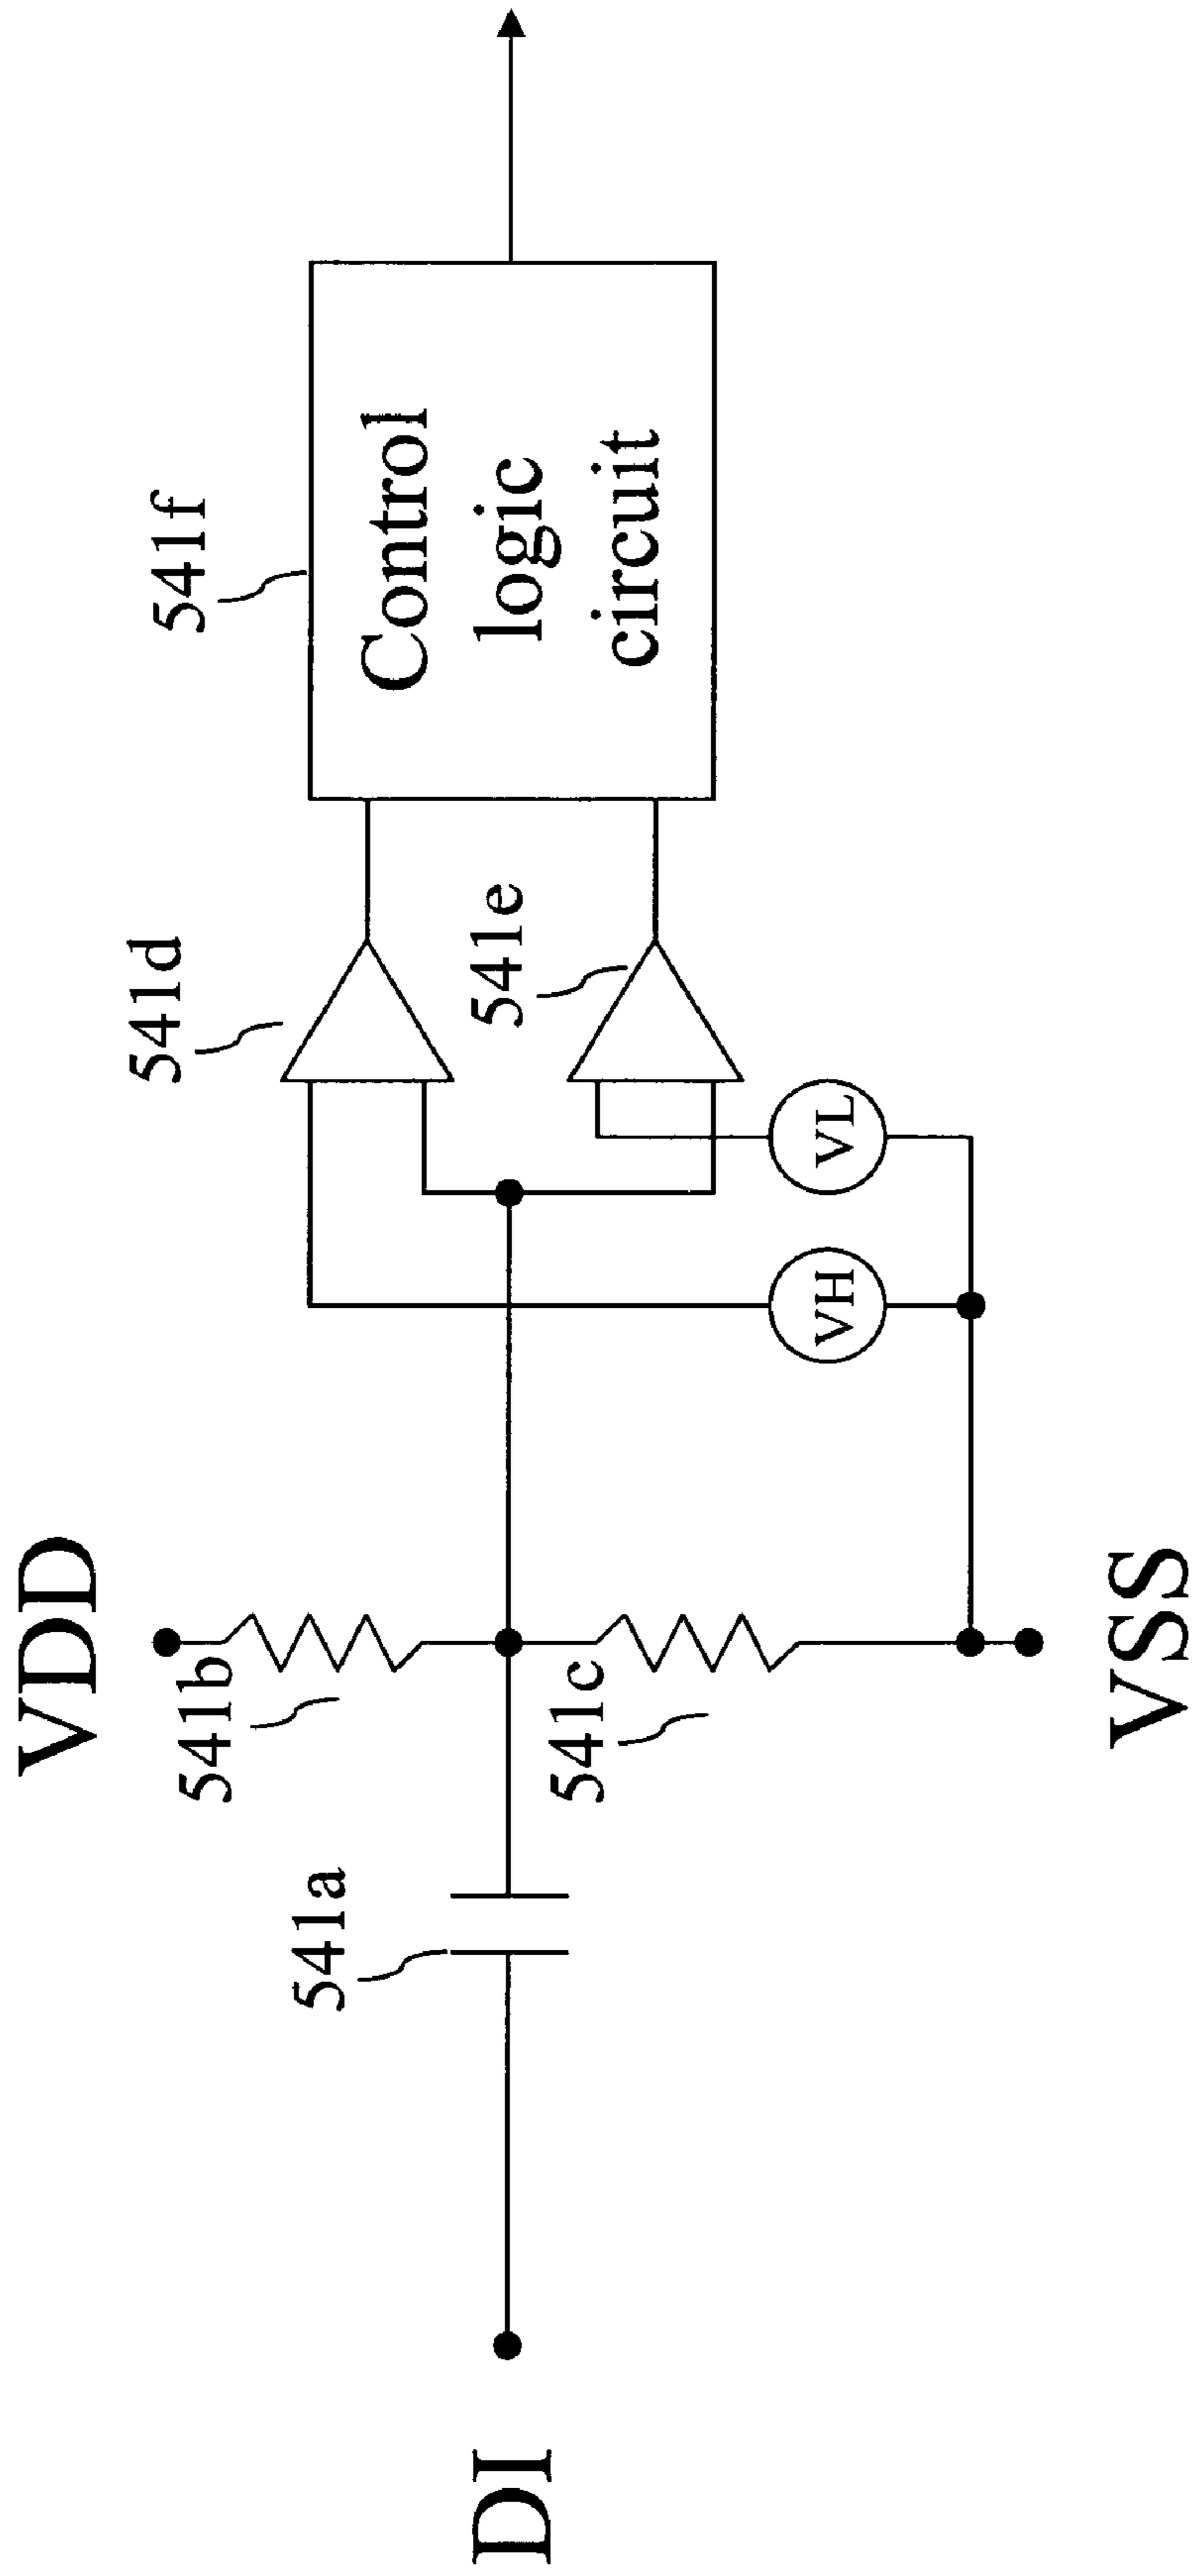 DI
541a
VDD
541b
541c
VSS
VH
VL
541d
541e
541f
Control
logic
circuit